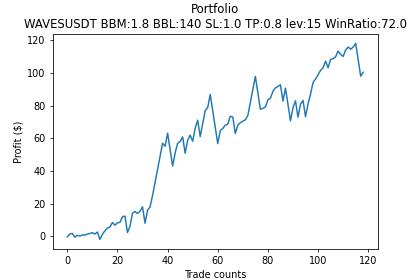 Portfolio
WAVESUSDT BBM:1.8 BBL:140 SL:1.0 TP:0.8 lev:15 WinRatio:72.0
120
100
80
60
40
20
0
Profit ($)
0 20 40 60 80 100 120
Trade counts